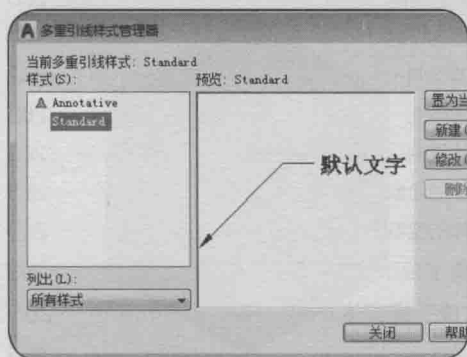 多重引线样式管理器
当前多重引线样式: Standard
样式(S):
预览: Standard
Annotative
Standard
默认文字
置为当
新建(
修改(
删除
列出(L):
所有样式
关闭
帮助